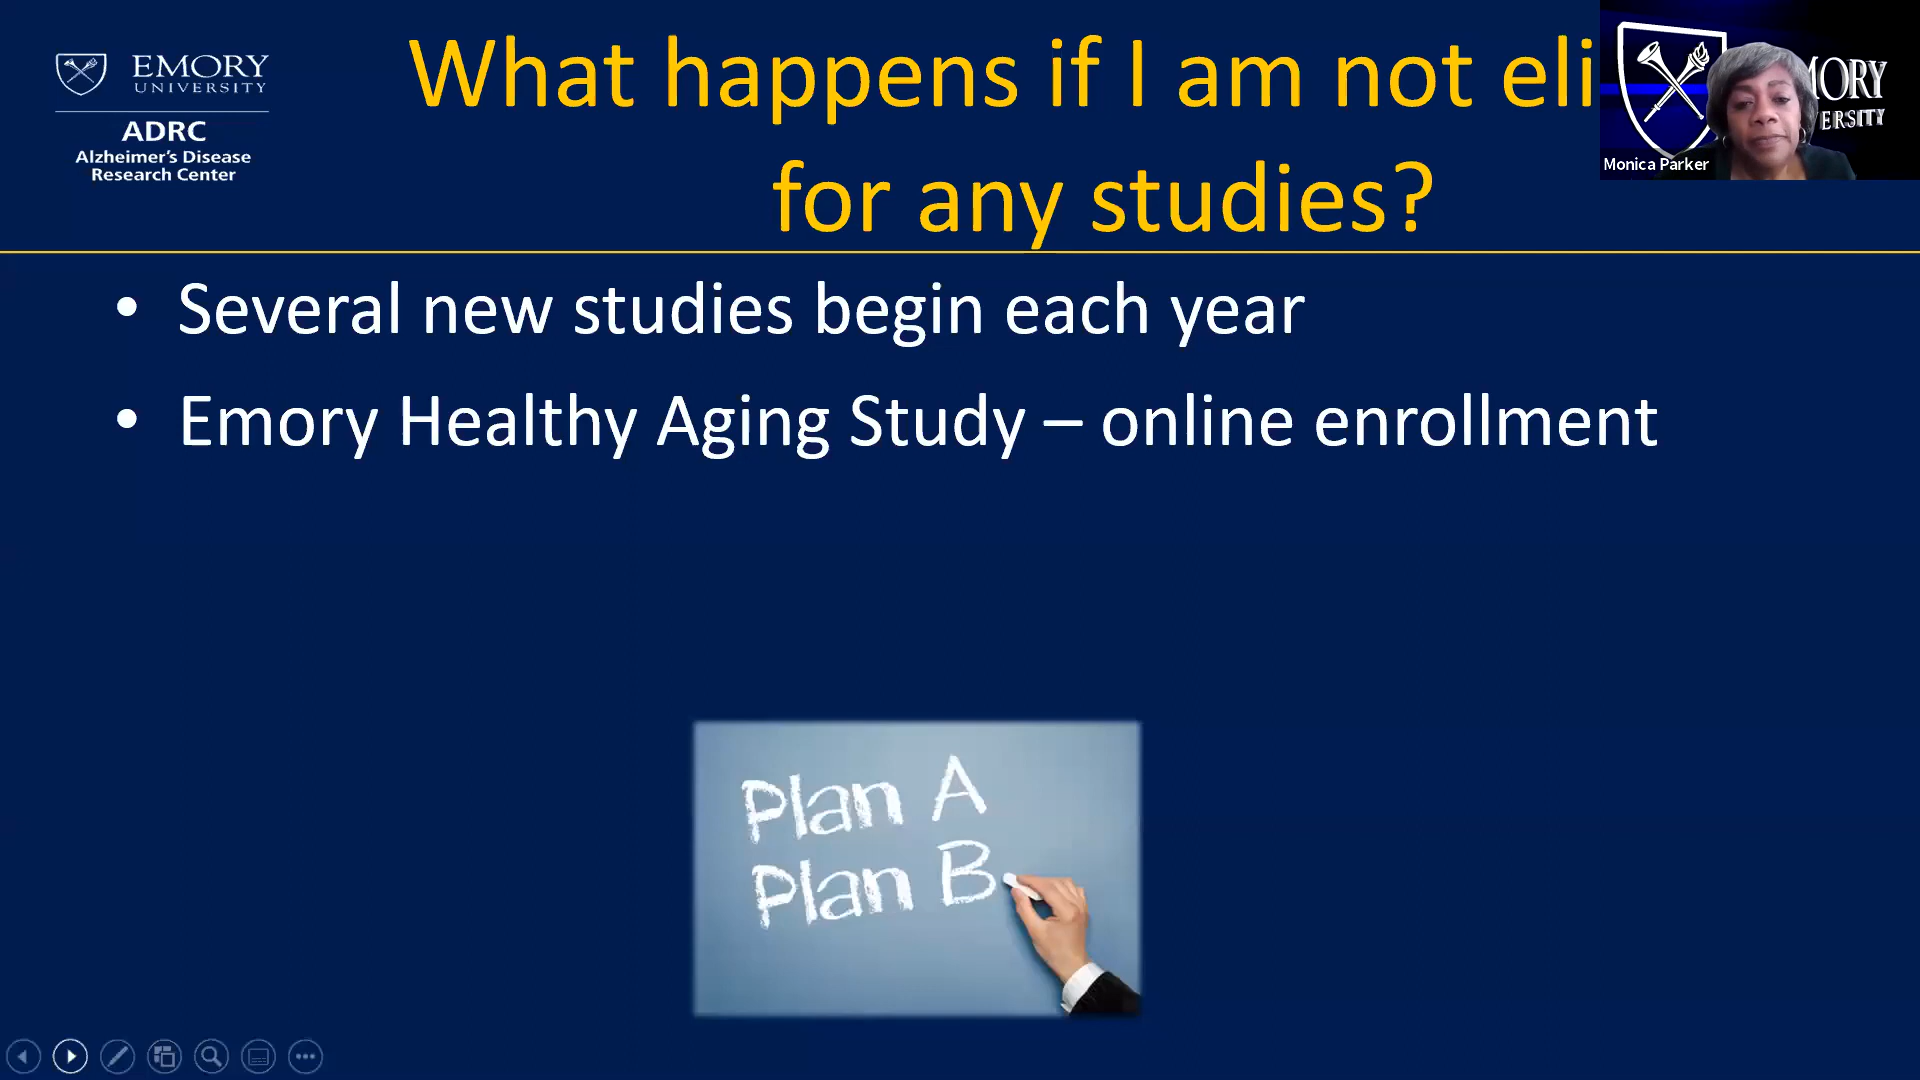 EMORY
UNIVERSITY
ADRC
Alzheimer's Disease
Research Center
What happens if I am not eli
for any studies?
ORY
ERSITY
Monica Parker
• Several new studies begin each year
• Emory Healthy Aging Study – online enrollment
Plan A
Plan B